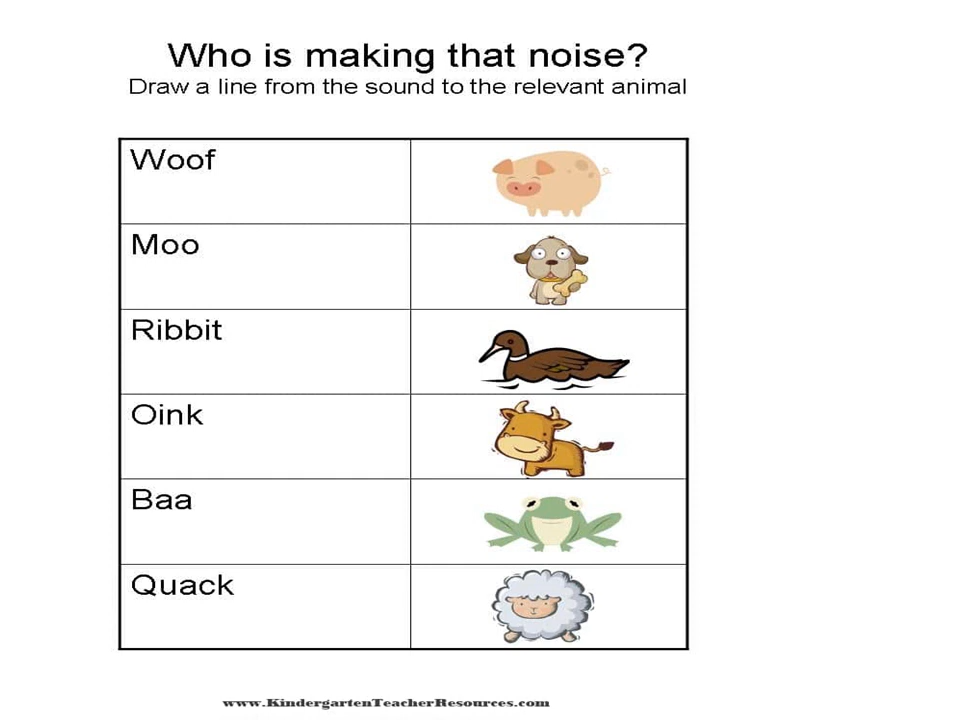 Who is making that noise?
Draw a line from the sound to the relevant animal
Woof
Moo
Ribbit
Oink
Baa
Quack
www.KindergartenTeacherResources.com